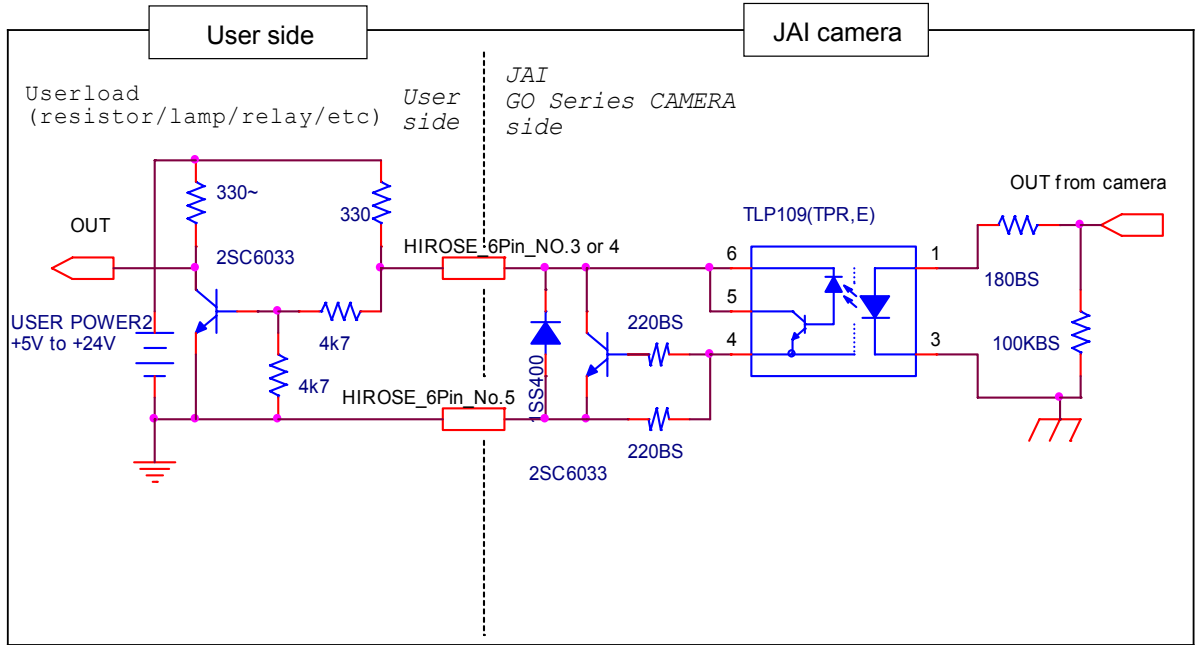 User side
JAI camera
Userload
(resistor/lamp/relay/etc)
User
side
JAI
GO Series CAMERA
side
330~
330
OUT
2SC6033
HIROSE_6Pin_NO.3 or 4
TLP109(TPR,E)
OUT from camera
6
5
4
1
3
180BS
220BS
100KBS
USER POWER2
+5V to +24V
4k7
4k7
1SS400
HIROSE_6Pin_No.5
220BS
2SC6033